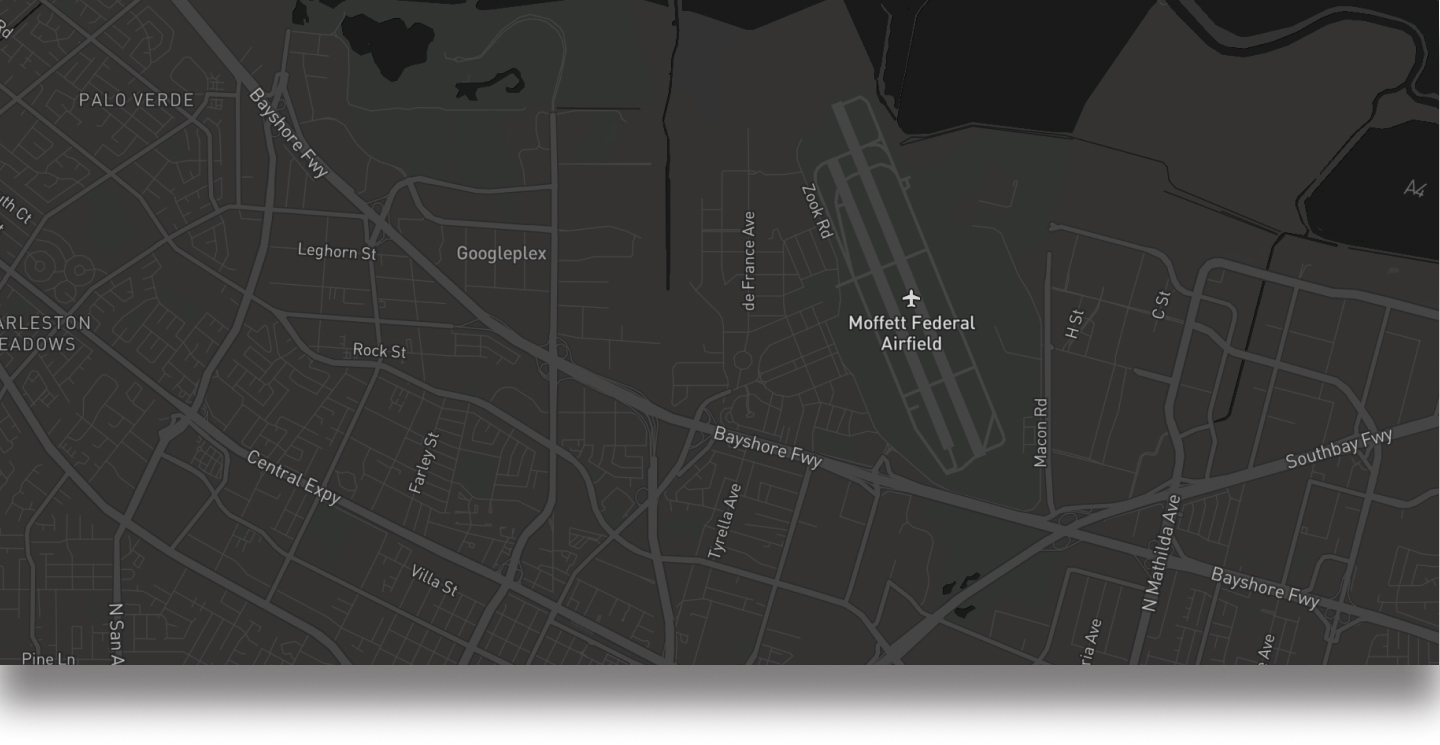 Rd
PALO VERDE
Bayshore Fwy
A4
uth Ct
Zook Rd
de France Ave
Leghorn St
Googleplex
C St
Moffett Federal
Airfield
H St
ARLESTON
EADOWS
Rock St
Macon Rd
Bayshore Fwy
Southbay Fwy
Farley St
Central Expy
Tyrella Ave
N Mathilda Ave
Villa St
Bayshore Fwy
N San A
ria Ave
e Ave
Pine Ln